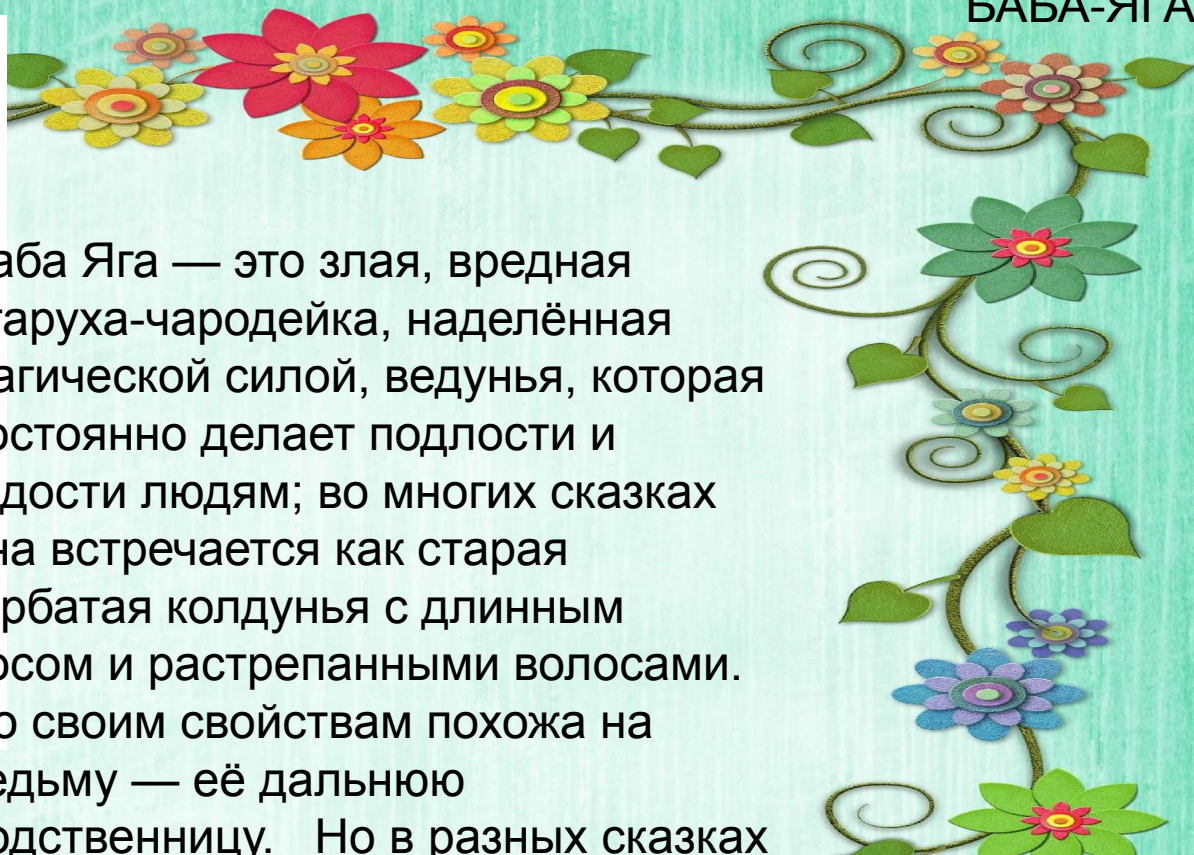 БАБА-ЯГА
аба Яга — это злая, вредная
таруха-чародейка, наделённая
агической силой, ведунья, которая
остоянно делает подлости и
дости людям; во многих сказках
на встречается как старая
рбатая колдунья с длинным
осом и растрепанными волосами.
о своим свойствам похожа на
едьму — её дальнюю
одственницу. Но в разных сказках